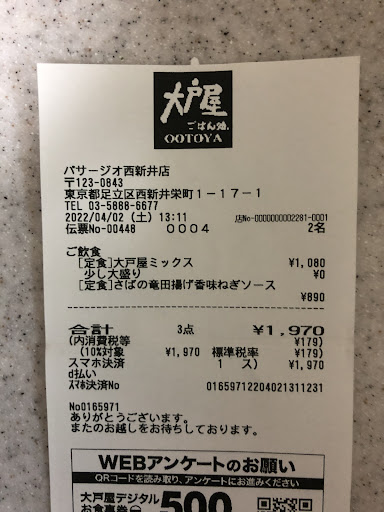 大戸屋
ごはん処
OOTOYA
パサージオ西新井店
〒123-0843
東京都足立区西新井栄町1-17-1
TEL 03-5888-6677
2022/04/02 (土) 13:11 店No-0000000002281-0001
伝票No-00448 0004 2名
ご飲食
[定食]大戸屋ミックス ¥1,080
少し大盛り ¥0
[定食]さばの竜田揚げ香味ねぎソース
¥890
合計 3点 ¥1,970
(内消費税等 ¥179)
(10%対象 ¥1,970 標準税率 ¥179)
スマホ決済 1 ス) ¥1,970
d払い
スマホ決済No 01659712204021311231
No0165971
ありがとうございます。
またのお越しをお待ちしております。
WEBアンケートのお願い
QRコードを読み取り、アンケートにお進みください
大戸屋デジタル
お食事券 500